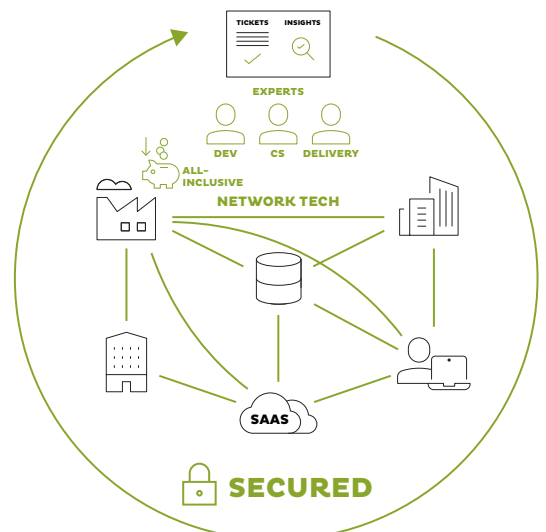 TICKETS INSIGHTS
EXPERTS
DEV CS DELIVERY
ALL-
INCLUSIVE
NETWORK TECH
SAAS
SECURED